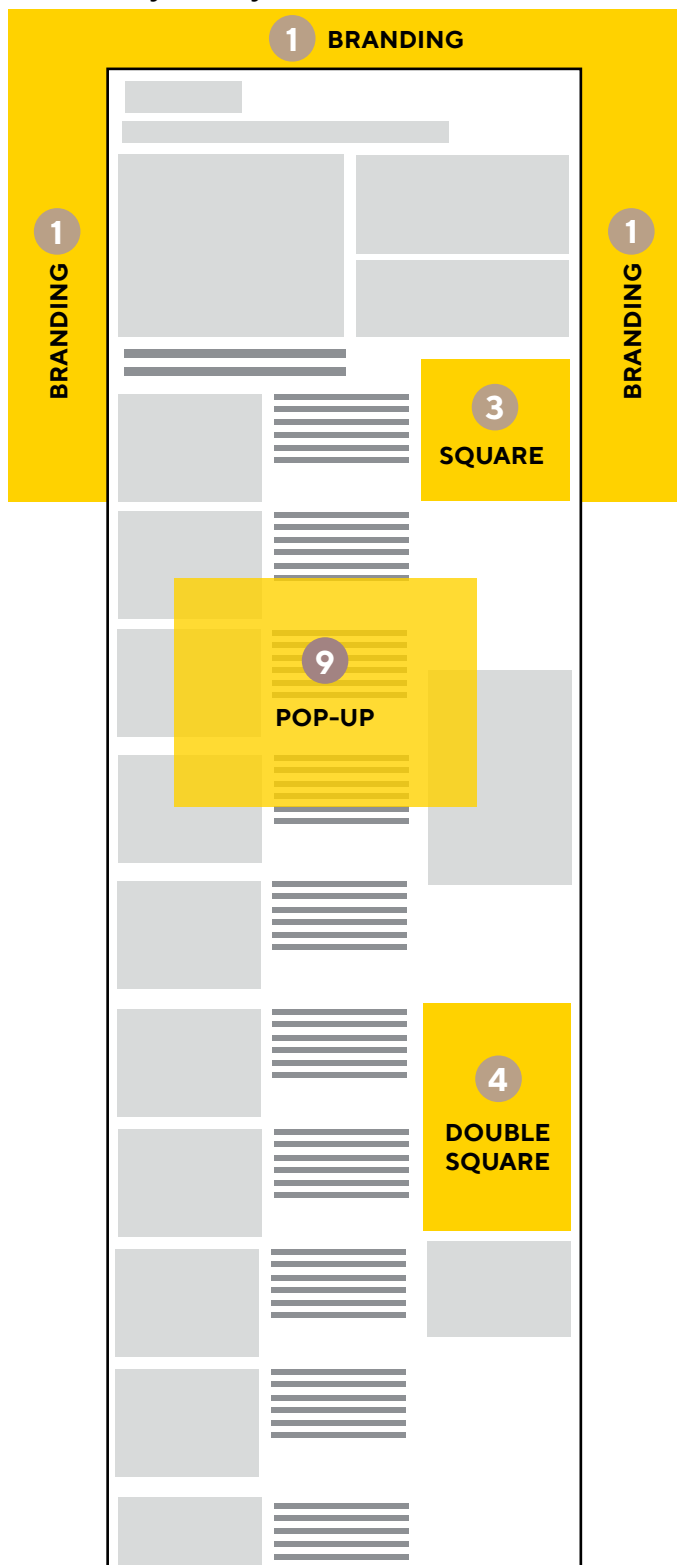 1 BRANDING
1
BRANDING
1
BRANDING
3
SQUARE
9
POP-UP
4
DOUBLE
SQUARE